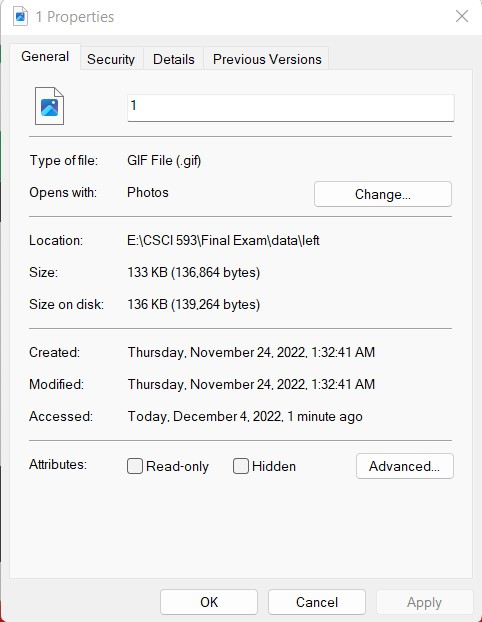 1 Properties
General Security Details Previous Versions
1
Type of file: GIF File (.gif)
Opens with: Photos Change...
Location: E:\CSCI 593\Final Exam\data\left
Size: 133 KB (136,864 bytes)
Size on disk: 136 KB (139,264 bytes)
Created: Thursday, November 24, 2022, 1:32:41 AM
Modified: Thursday, November 24, 2022, 1:32:41 AM
Accessed: Today, December 4, 2022, 1 minute ago
Attributes: Read-only Hidden Advanced...
OK Cancel Apply